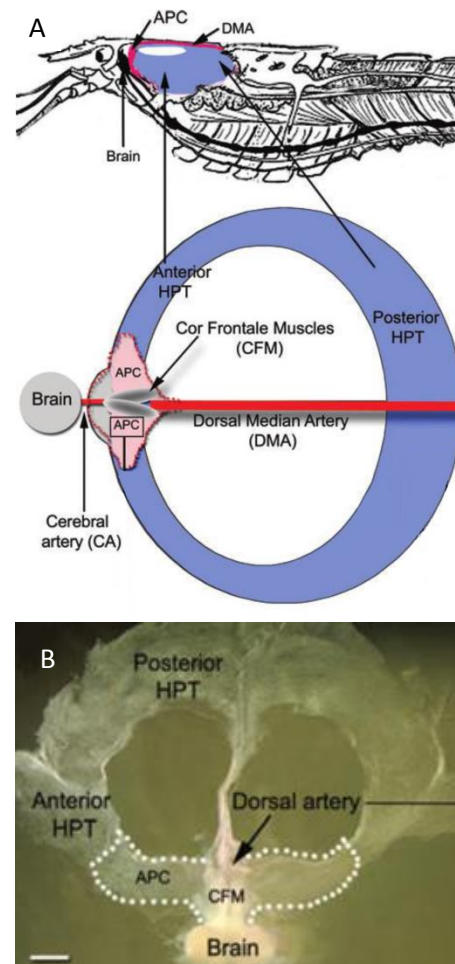 A
APC
DMA
Brain
Anterior
HPT
Posterior
HPT
Cor Frontale Muscles
(CFM)
APC
Brain
APC
Dorsal Median Artery
(DMA)
Cerebral
artery (CA)
B
Posterior
HPT
Anterior
HPT
Dorsal artery
APC
CFM
Brain